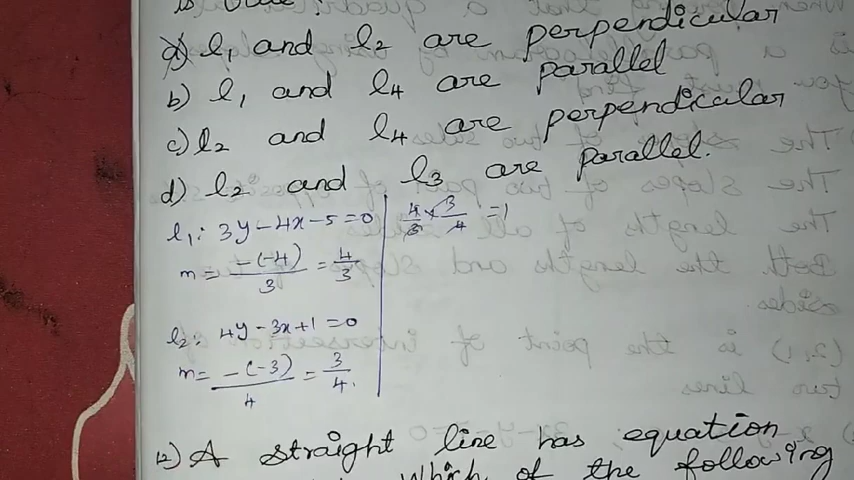 a) l₁ and l₂ are perpendicular
b) l₁ and l₄ are parallel
c) l₂ and l₄ are perpendicular
d) l₂ and l₃ are parallel.
l₁: 3y-4x-5=0
m= -(-4)/3 = 4/3
l₂: 4y-3x+1=0
m= -(-3)/4 = 3/4.
4/3 × 3/4 =1
12) A straight line has equation
which of the following